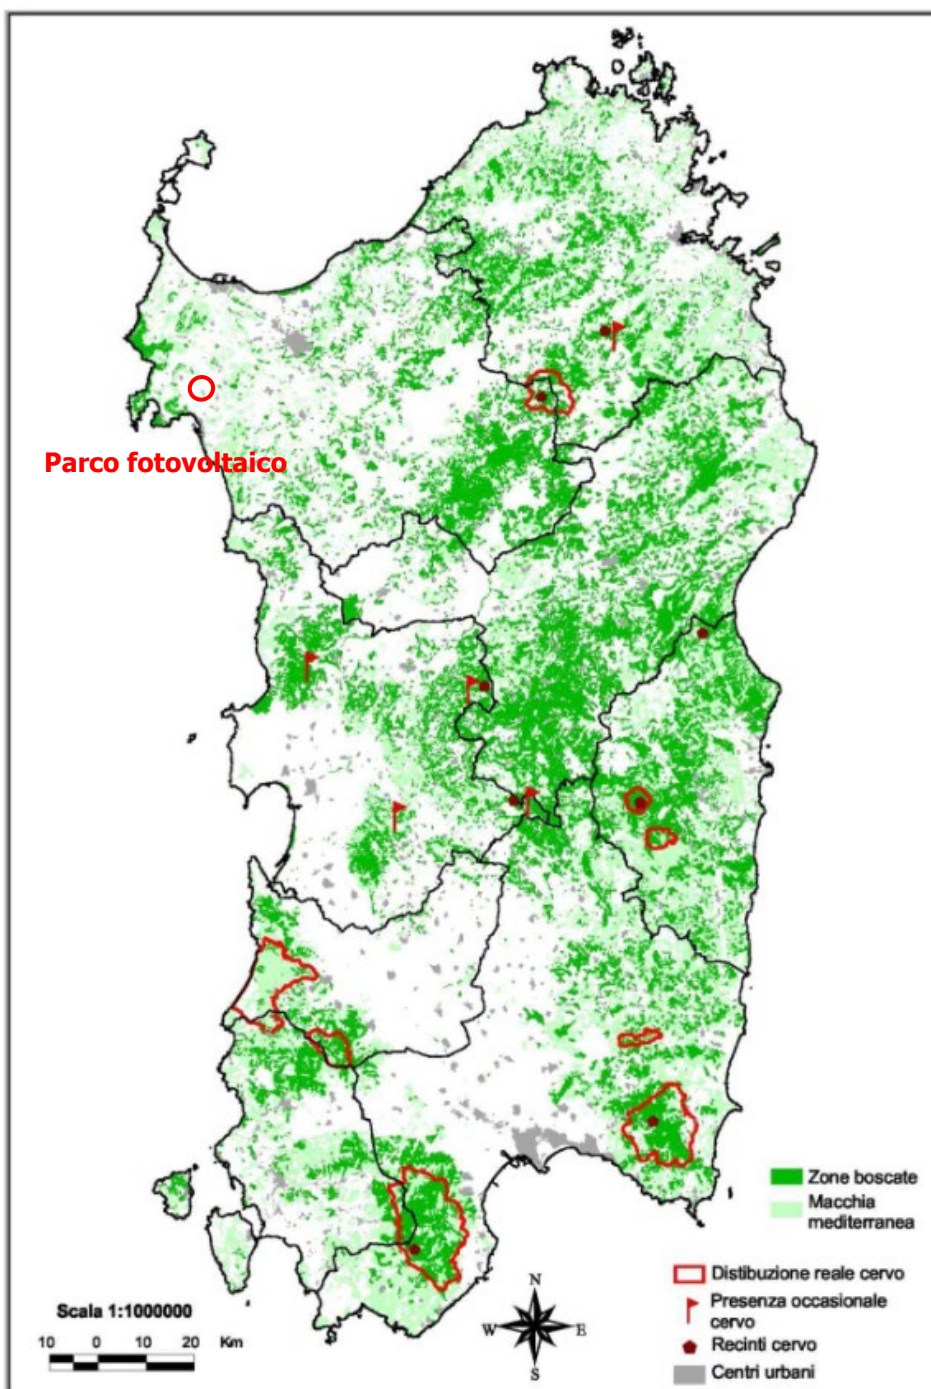 Parco fotovoltaico
Zone boscate
Macchia
mediterranea
Distibuzione reale cervo
Presenza occasionale
cervo
Recinti cervo
Centri urbani
Scala 1:1000000
10 0 10 20 Km
N
W E
S